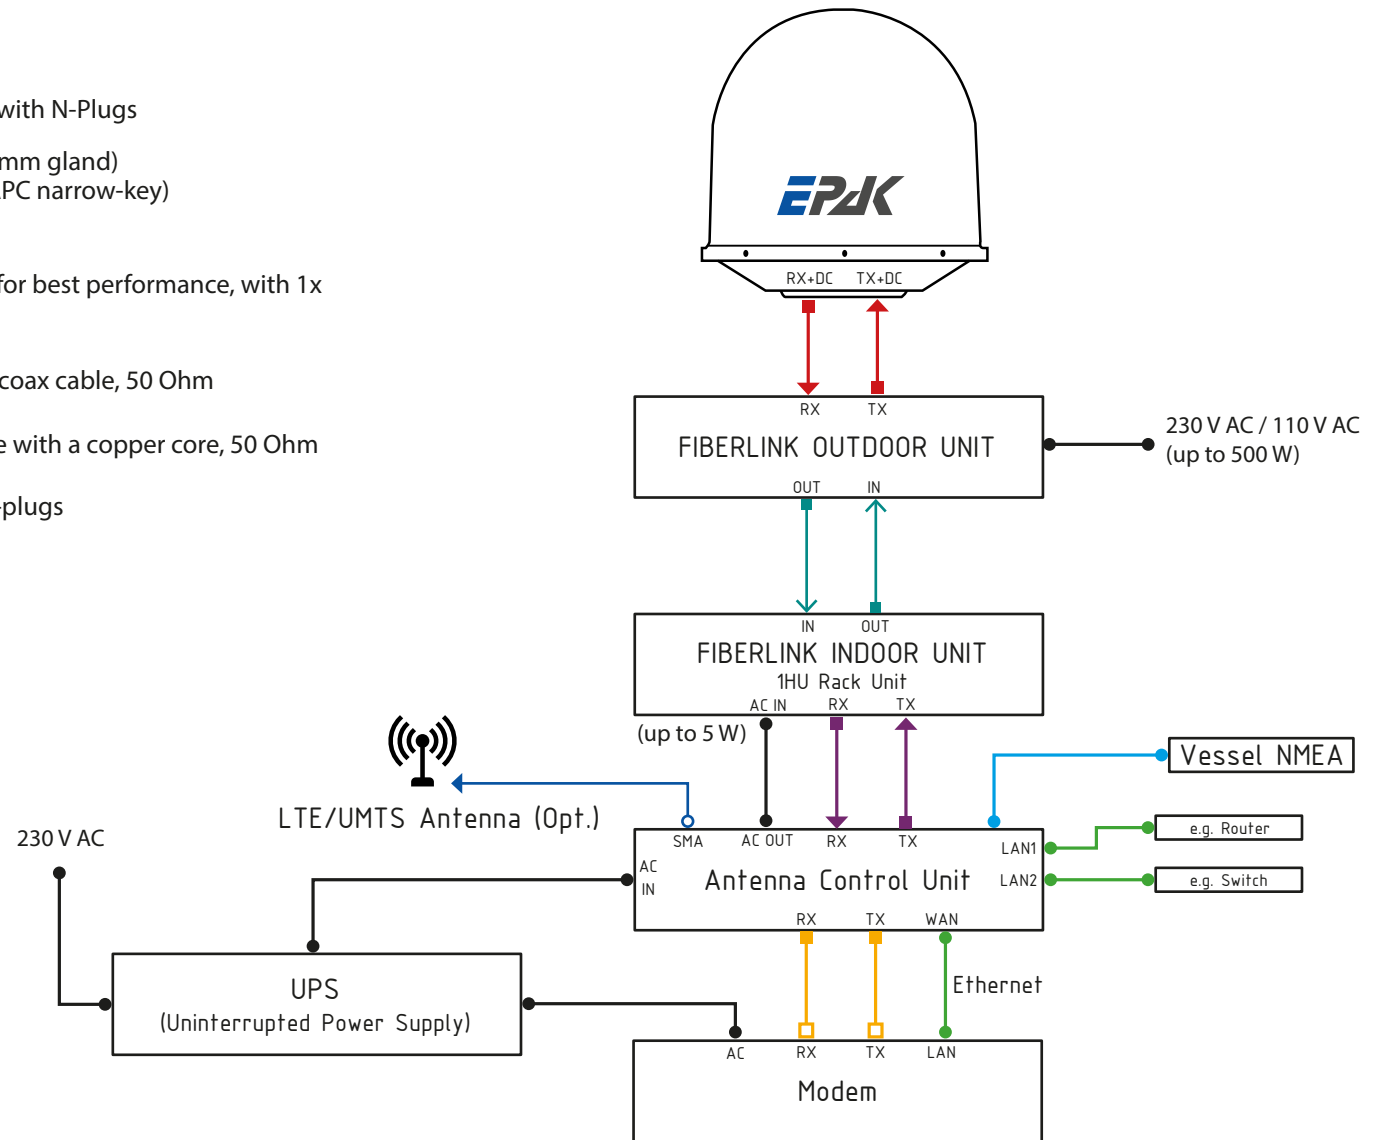 with N-Plugs
mm gland)
PC narrow-key)
for best performance, with 1x
coax cable, 50 Ohm
with a copper core, 50 Ohm
-plugs
EPAK
RX+DC TX+DC
RX TX
FIBERLINK OUTDOOR UNIT
230 V AC / 110 V AC
(up to 500 W)
OUT IN
IN OUT
FIBERLINK INDOOR UNIT
1HU Rack Unit
AC IN RX TX
(up to 5 W)
Vessel NMEA
LTE/UMTS Antenna (Opt.)
230 V AC
e.g. Router
SMA AC OUT RX TX LAN1
AC
IN
Antenna Control Unit
LAN2
e.g. Switch
RX TX WAN
Ethernet
UPS
(Uninterrupted Power Supply)
AC RX TX LAN
Modem